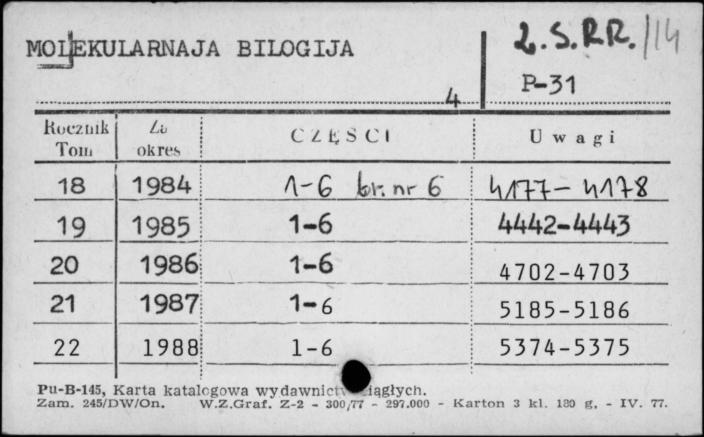 Z.S.R.R./14
MOLEKULARNAJA BILOGIJA
P-31
4
Rocznik Tom Za okres CZĘŚCI Uwagi
18 1984 1-6 br. nr 6 4177-4178
19 1985 1-6 4442-4443
20 1986 1-6 4702-4703
21 1987 1-6 5185-5186
22 1988 1-6 5374-5375
Pu-B-145, Karta katalogowa wydawnictw ciągłych.
Zam. 245/DW/On. W.Z.Graf. Z-2 - 300,77 - 297.000 - Karton 3 kl. 180 g, - IV. 77.